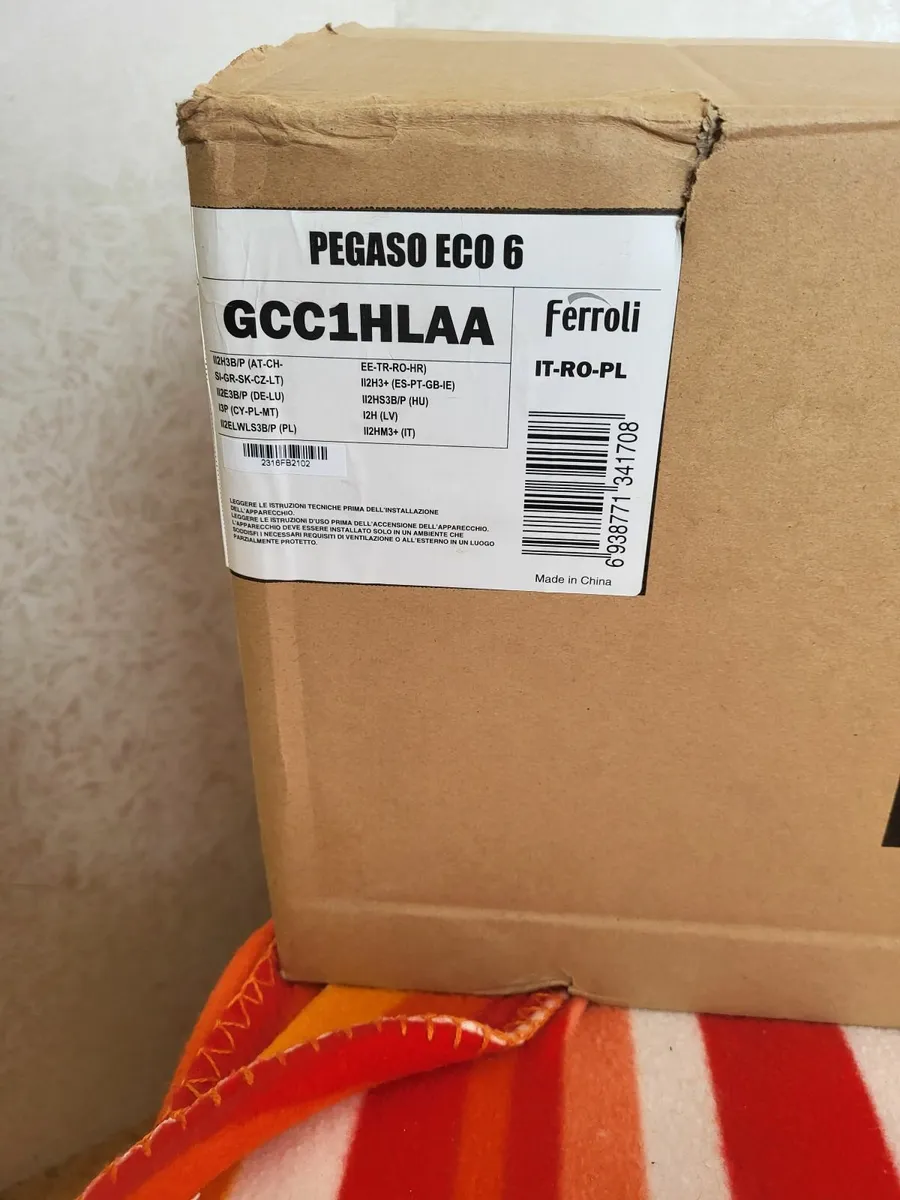 PEGASO ECO 6
GCC1HLAA
II2H3B/P (AT-CH-
SI-GR-SK-CZ-LT)
II2E3B/P (DE-LU)
I3P (CY-PL-MT)
II2ELWLS3B/P (PL)
EE-TR-RO-HR)
II2H3+ (ES-PT-GB-IE)
II2HS3B/P (HU)
I2H (LV)
II2HM3+ (IT)
ferroli
IT-RO-PL
2316FB2102
LEGGERE LE ISTRUZIONI TECNICHE PRIMA DELL'INSTALLAZIONE
DELL'APPARECCHIO.
LEGGERE LE ISTRUZIONI D'USO PRIMA DELL'ACCENSIONE DELL'APPARECCHIO.
L'APPARECCHIO DEVE ESSERE INSTALLATO SOLO IN UN AMBIENTE CHE
SODDISFI I NECESSARI REQUISITI DI VENTILAZIONE O ALL'ESTERNO IN UN LUOGO
PARZIALMENTE PROTETTO.
6 938771 341708
Made in China